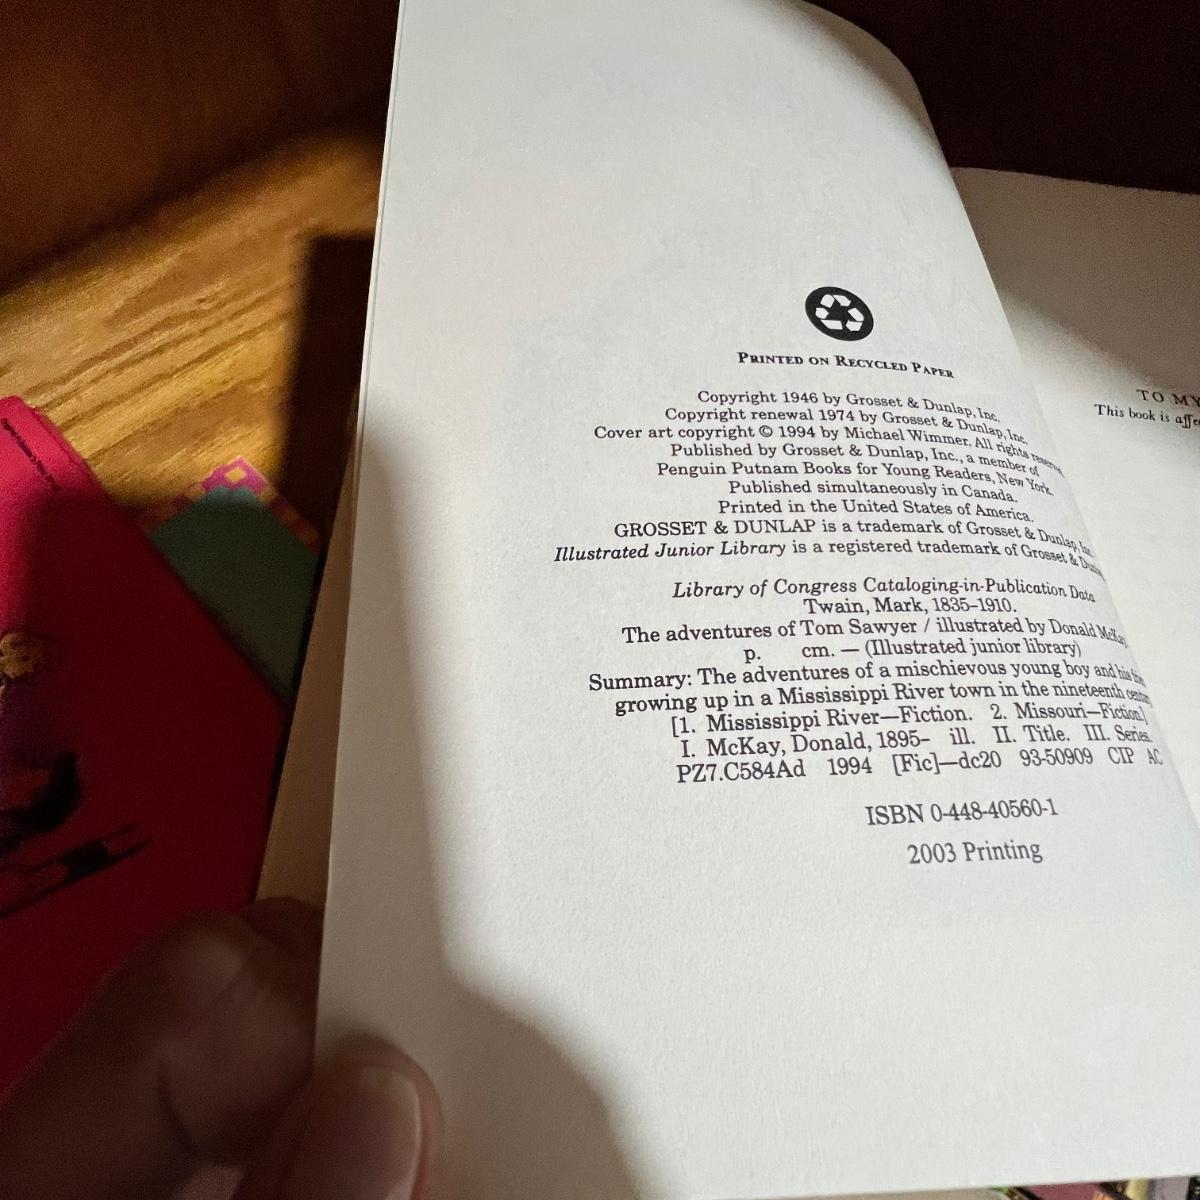 PRINTED ON RECYCLED PAPER
Copyright 1946 by Grosset & Dunlap, Inc.
Copyright renewal 1974 by Grosset & Dunlap, Inc.
Cover art copyright © 1994 by Michael Wimmer. All rights reserved
Published by Grosset & Dunlap, Inc., a member of
Penguin Putnam Books for Young Readers, New York.
Published simultaneously in Canada.
Printed in the United States of America.
GROSSET & DUNLAP is a trademark of Grosset & Dunlap, Inc.
Illustrated Junior Library is a registered trademark of Grosset &
Library of Congress Cataloging-in-Publication Data
Twain, Mark, 1835–1910.
The adventures of Tom Sawyer / illustrated by Donald McKay
p. cm. — (Illustrated junior library)
Summary: The adventures of a mischievous young boy and his
growing up in a Mississippi River town in the nineteenth century
[1. Mississippi River—Fiction. 2. Missouri—Fiction]
I. McKay, Donald, 1895– ill. II. Title. III. Series.
PZ7.C584Ad 1994 [Fic]—dc20 93-50909 CIP AC
ISBN 0-448-40560-1
2003 Printing
TO MY
This book is